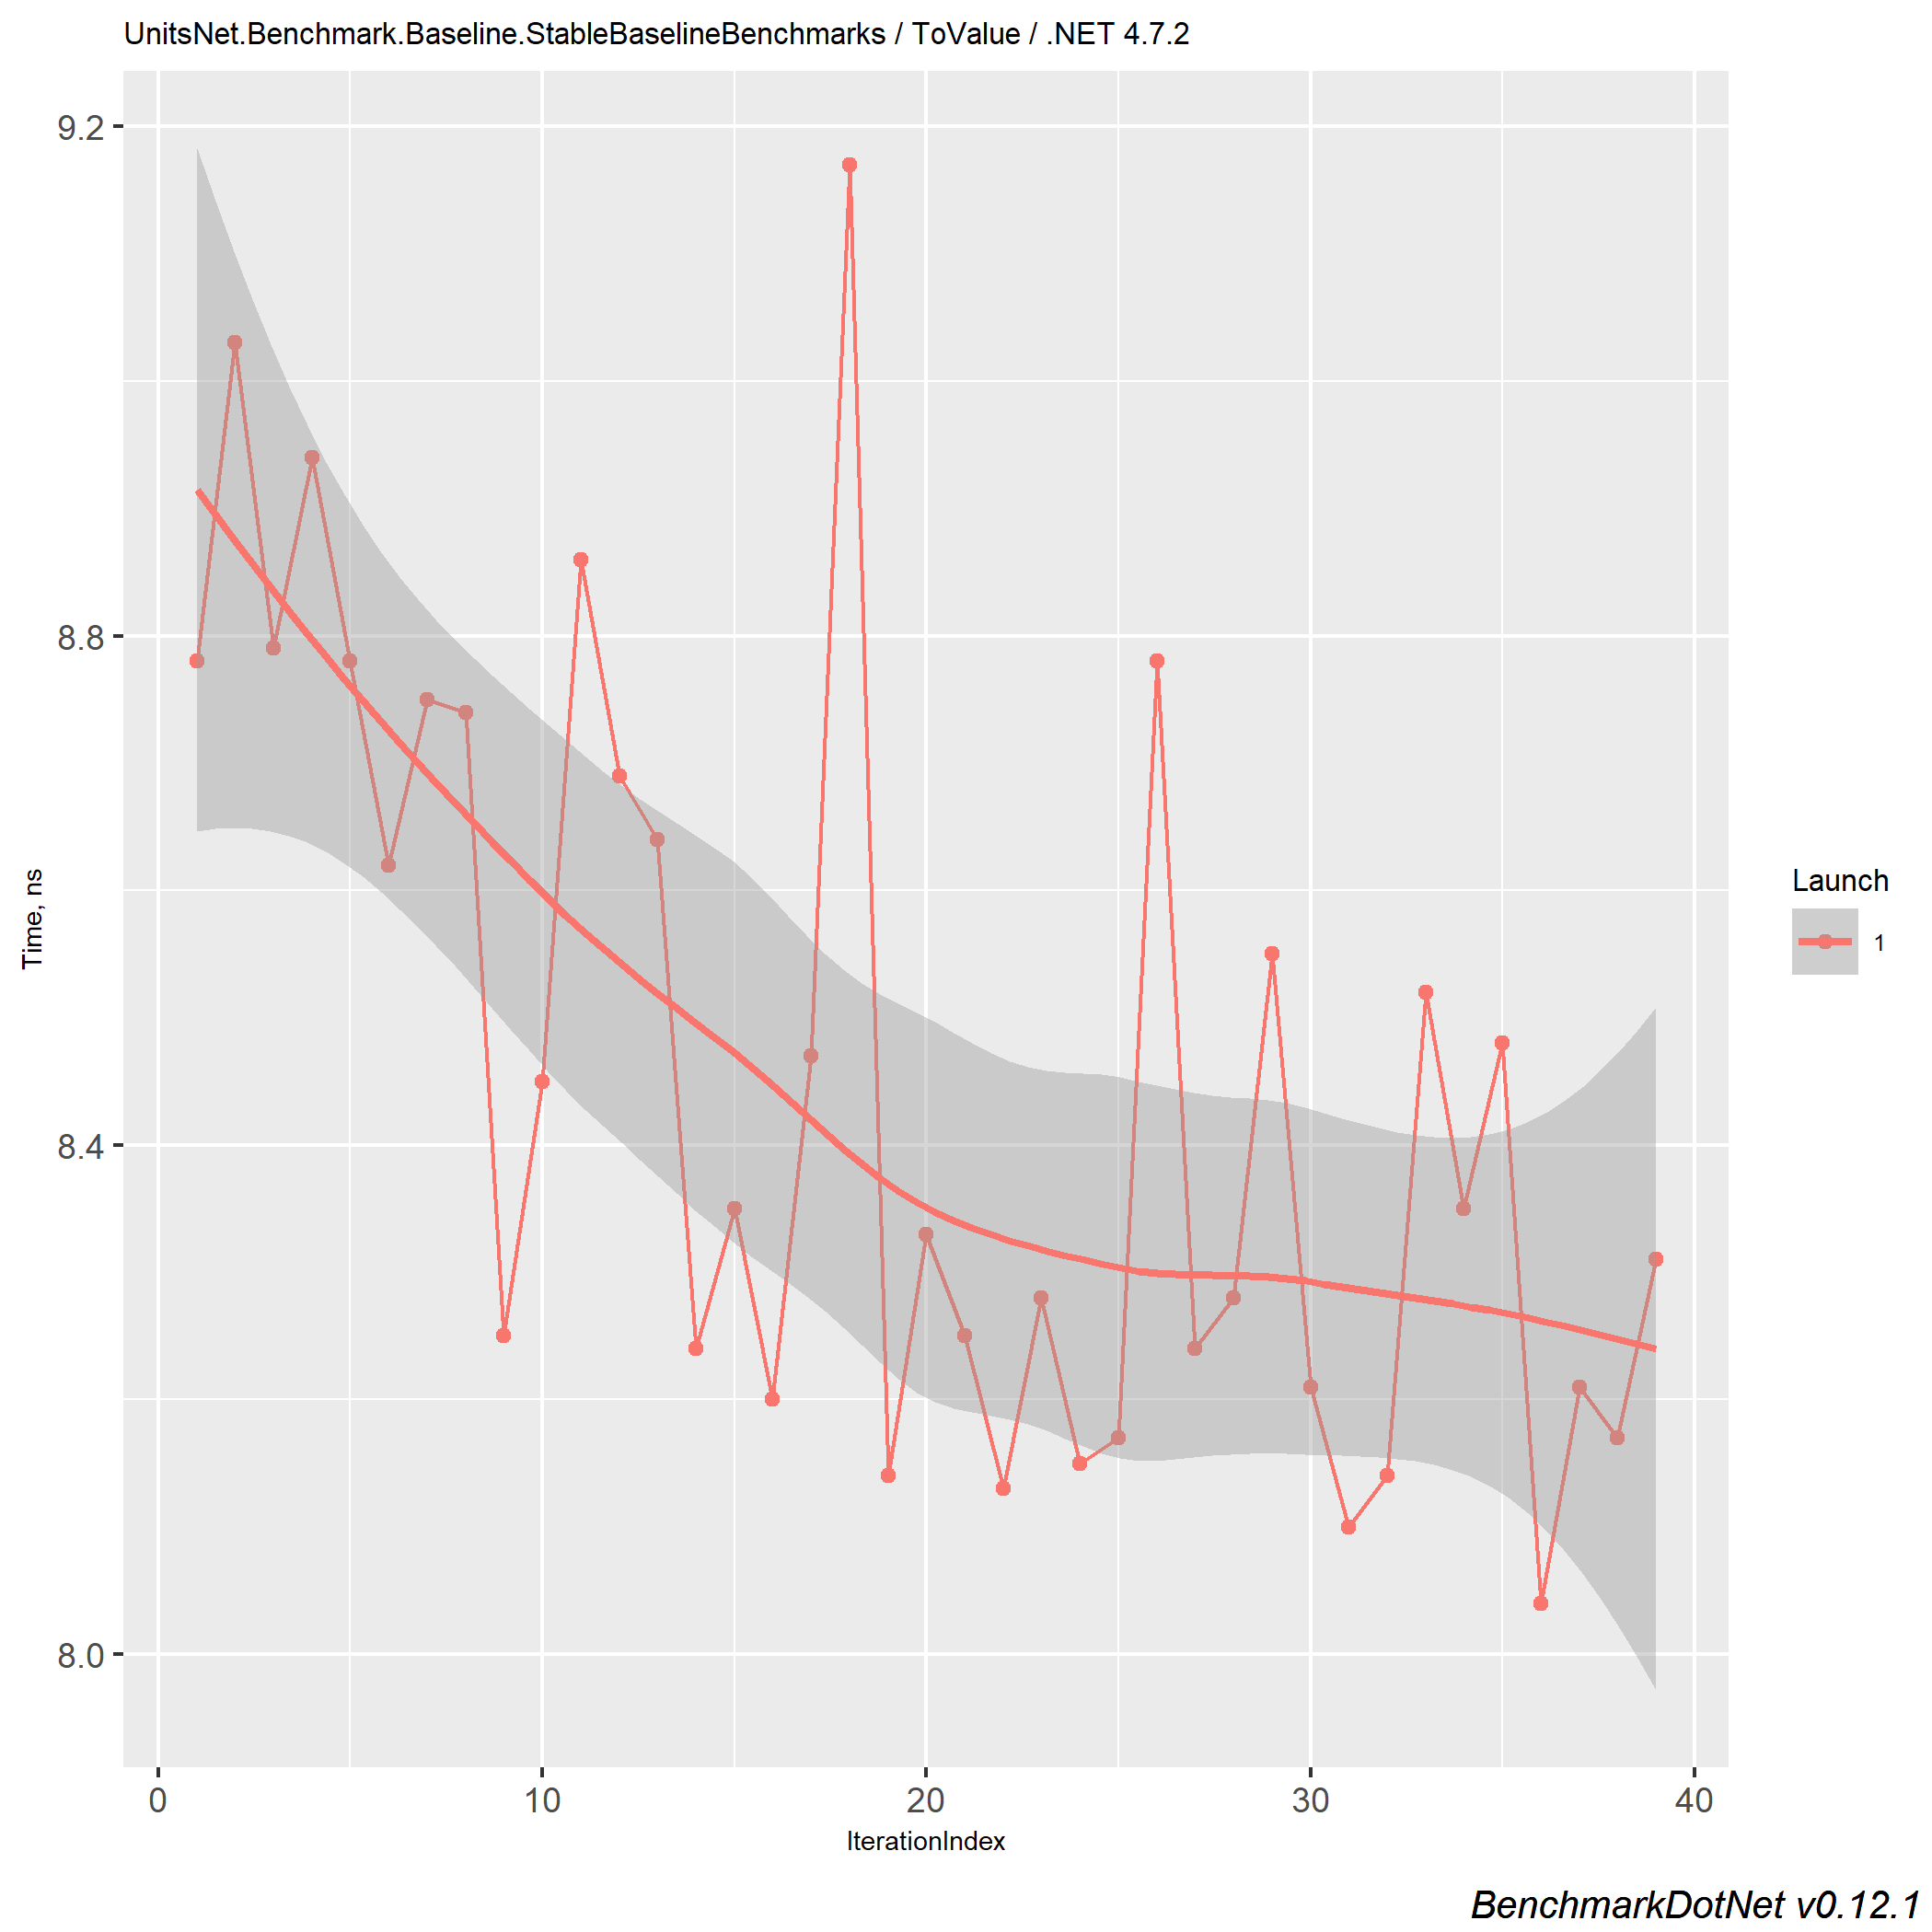 UnitsNet.Benchmark.Baseline.StableBaselineBenchmarks / ToValue / .NET 4.7.2
9.2
8.8
8.4
8.0
Time, ns
0 10 20 30 40
IterationIndex
Launch
1
BenchmarkDotNet v0.12.1